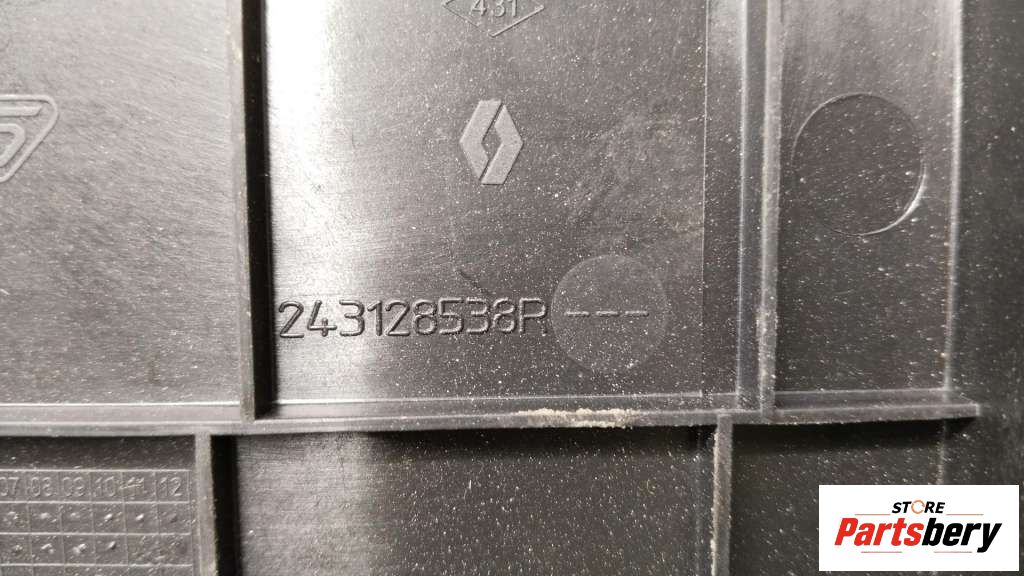 431
243128538R---
07 08 09 10 11 12
STORE
Partsbery